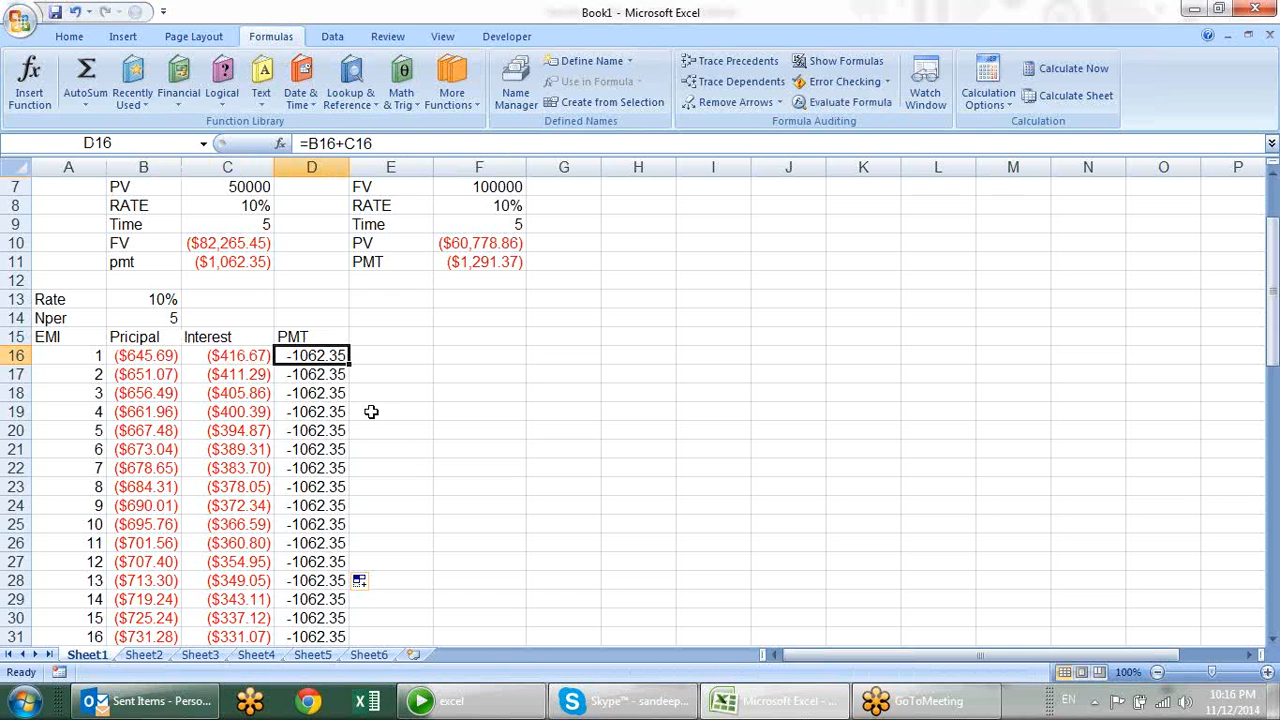 Book1 - Microsoft Excel
Home Insert Page Layout Formulas Data Review View Developer
Insert Function
AutoSum
Recently Used
Financial
Logical
Text
Date & Time
Lookup & Reference
Math & Trig
More Functions
Function Library
Name Manager
Define Name
Use in Formula
Create from Selection
Defined Names
Trace Precedents
Trace Dependents
Remove Arrows
Show Formulas
Error Checking
Evaluate Formula
Formula Auditing
Watch Window
Calculation Options
Calculate Now
Calculate Sheet
Calculation
D16 fx =B16+C16
A B C D E F G H I J K L M N O P
7 PV 50000 FV 100000
8 RATE 10% RATE 10%
9 Time 5 Time 5
10 FV ($82,265.45) PV ($60,778.86)
11 pmt ($1,062.35) PMT ($1,291.37)
12
13 Rate 10%
14 Nper 5
15 EMI Pricipal Interest PMT
16 1 ($645.69) ($416.67) -1062.35
17 2 ($651.07) ($411.29) -1062.35
18 3 ($656.49) ($405.86) -1062.35
19 4 ($661.96) ($400.39) -1062.35
20 5 ($667.48) ($394.87) -1062.35
21 6 ($673.04) ($389.31) -1062.35
22 7 ($678.65) ($383.70) -1062.35
23 8 ($684.31) ($378.05) -1062.35
24 9 ($690.01) ($372.34) -1062.35
25 10 ($695.76) ($366.59) -1062.35
26 11 ($701.56) ($360.80) -1062.35
27 12 ($707.40) ($354.95) -1062.35
28 13 ($713.30) ($349.05) -1062.35
29 14 ($719.24) ($343.11) -1062.35
30 15 ($725.24) ($337.12) -1062.35
31 16 ($731.28) ($331.07) -1062.35
Sheet1 Sheet2 Sheet3 Sheet4 Sheet5 Sheet6
Ready 100%
Sent Items - Perso... excel Skype™ - sandeep... Microsoft Excel - ... GoToMeeting EN 10:16 PM
11/12/2014